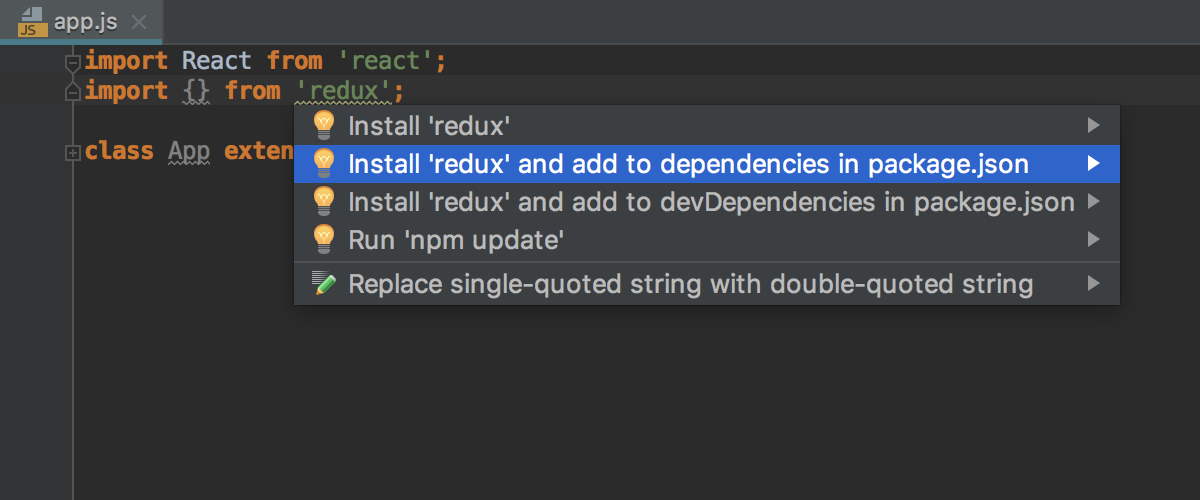 JS app.js
import React from 'react';
import {} from 'redux';
class App exten
Install 'redux'
Install 'redux' and add to dependencies in package.json
Install 'redux' and add to devDependencies in package.json
Run 'npm update'
Replace single-quoted string with double-quoted string